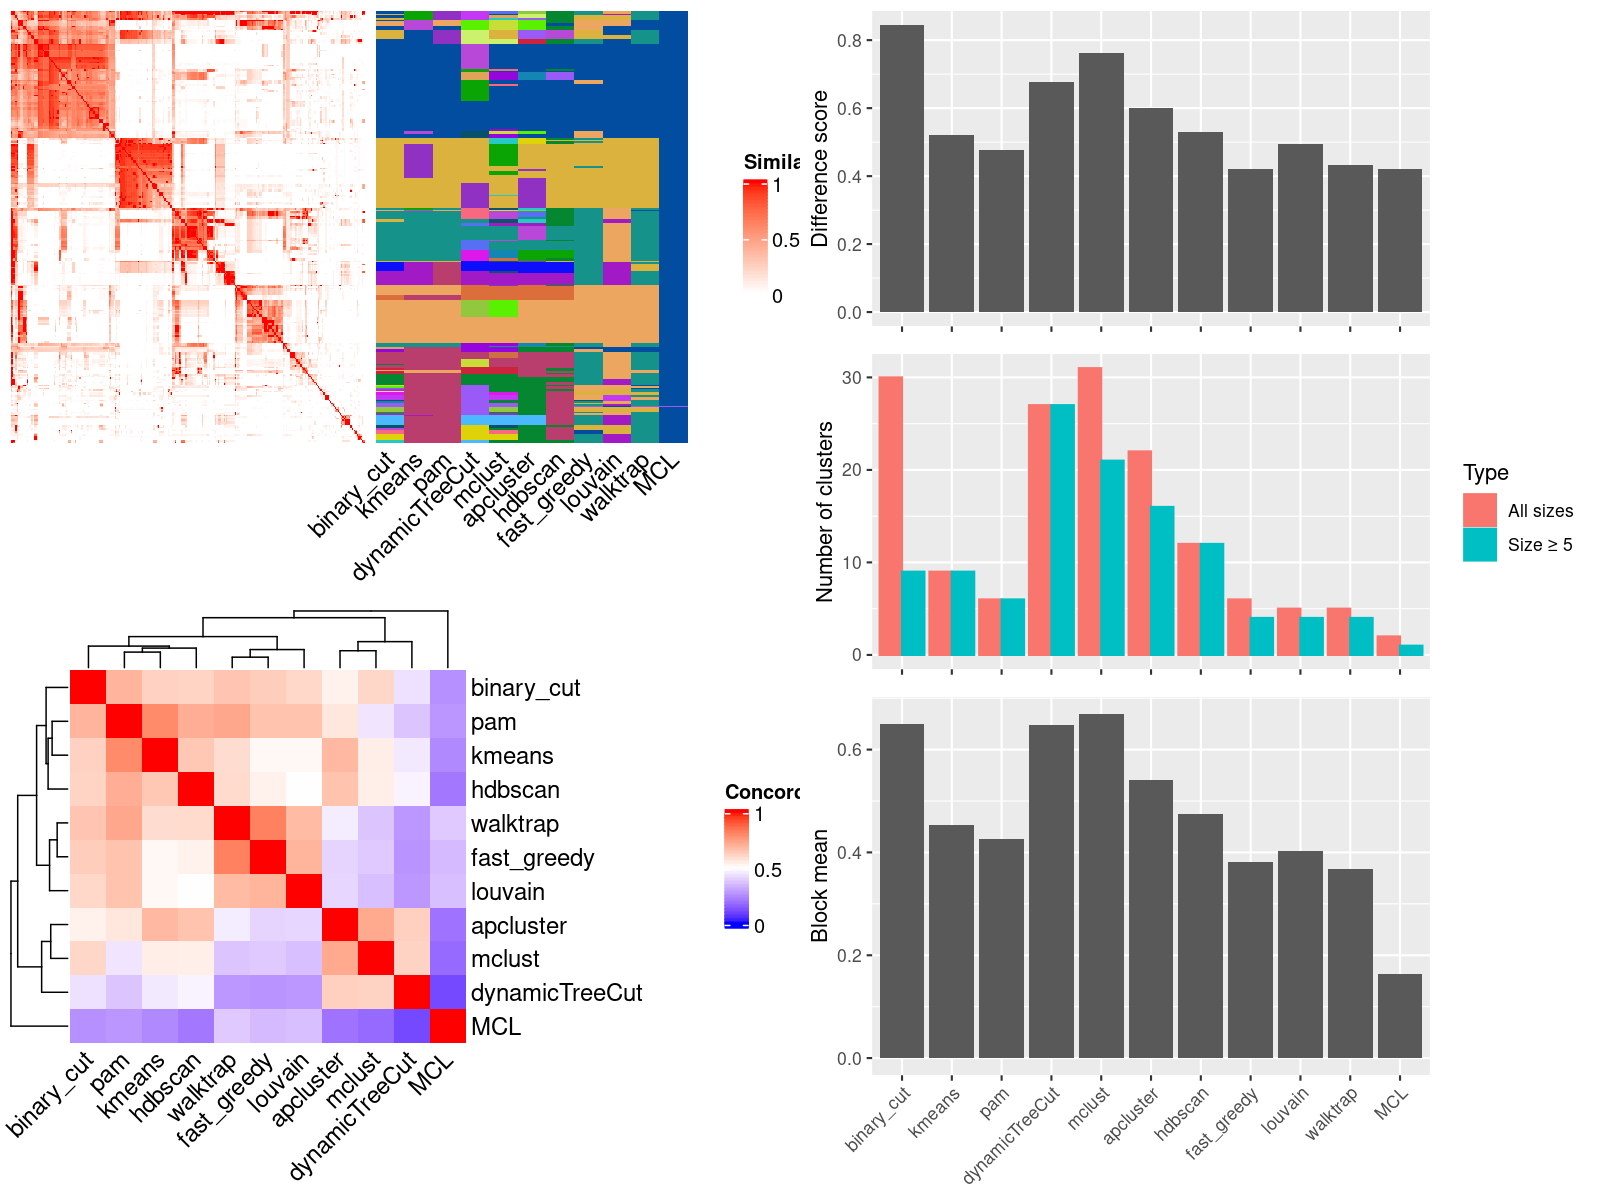 Simila
1
0.5
0
binary_cut
kmeans
pam
dynamicTreeCut
mclust
apcluster
hdbscan
fast_greedy
louvain
walktrap
MCL
binary_cut
pam
kmeans
hdbscan
walktrap
fast_greedy
louvain
apcluster
mclust
dynamicTreeCut
MCL
binary_cut
pam
kmeans
hdbscan
walktrap
fast_greedy
louvain
apcluster
mclust
dynamicTreeCut
MCL
Concord
1
0.5
0
Difference score
0.8
0.6
0.4
0.2
0.0
Number of clusters
30
20
10
0
Type
All sizes
Size ≥ 5
Block mean
0.6
0.4
0.2
0.0
binary_cut
kmeans
pam
dynamicTreeCut
mclust
apcluster
hdbscan
fast_greedy
louvain
walktrap
MCL